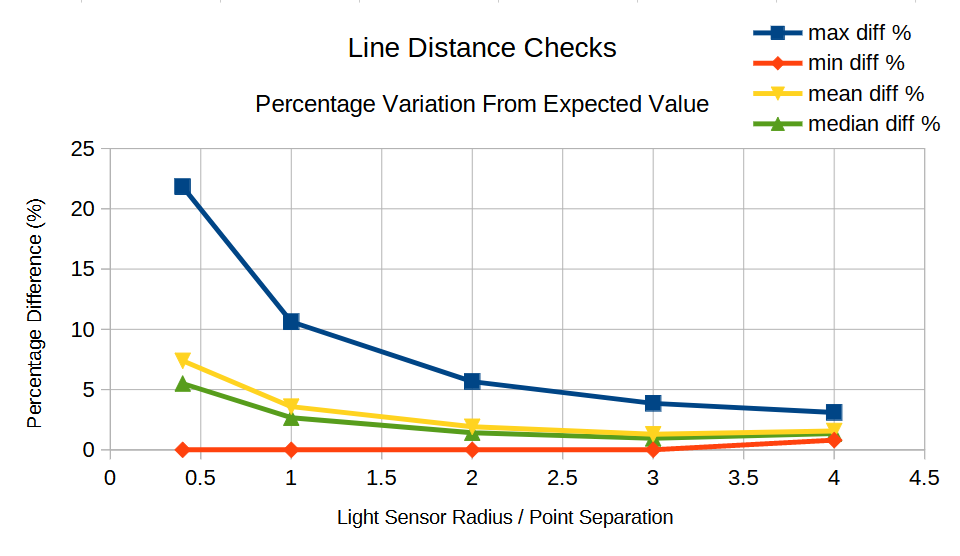 Line Distance Checks
Percentage Variation From Expected Value
max diff %
min diff %
mean diff %
median diff %
Percentage Difference (%)
25
20
15
10
5
0
0 0.5 1 1.5 2 2.5 3 3.5 4 4.5
Light Sensor Radius / Point Separation